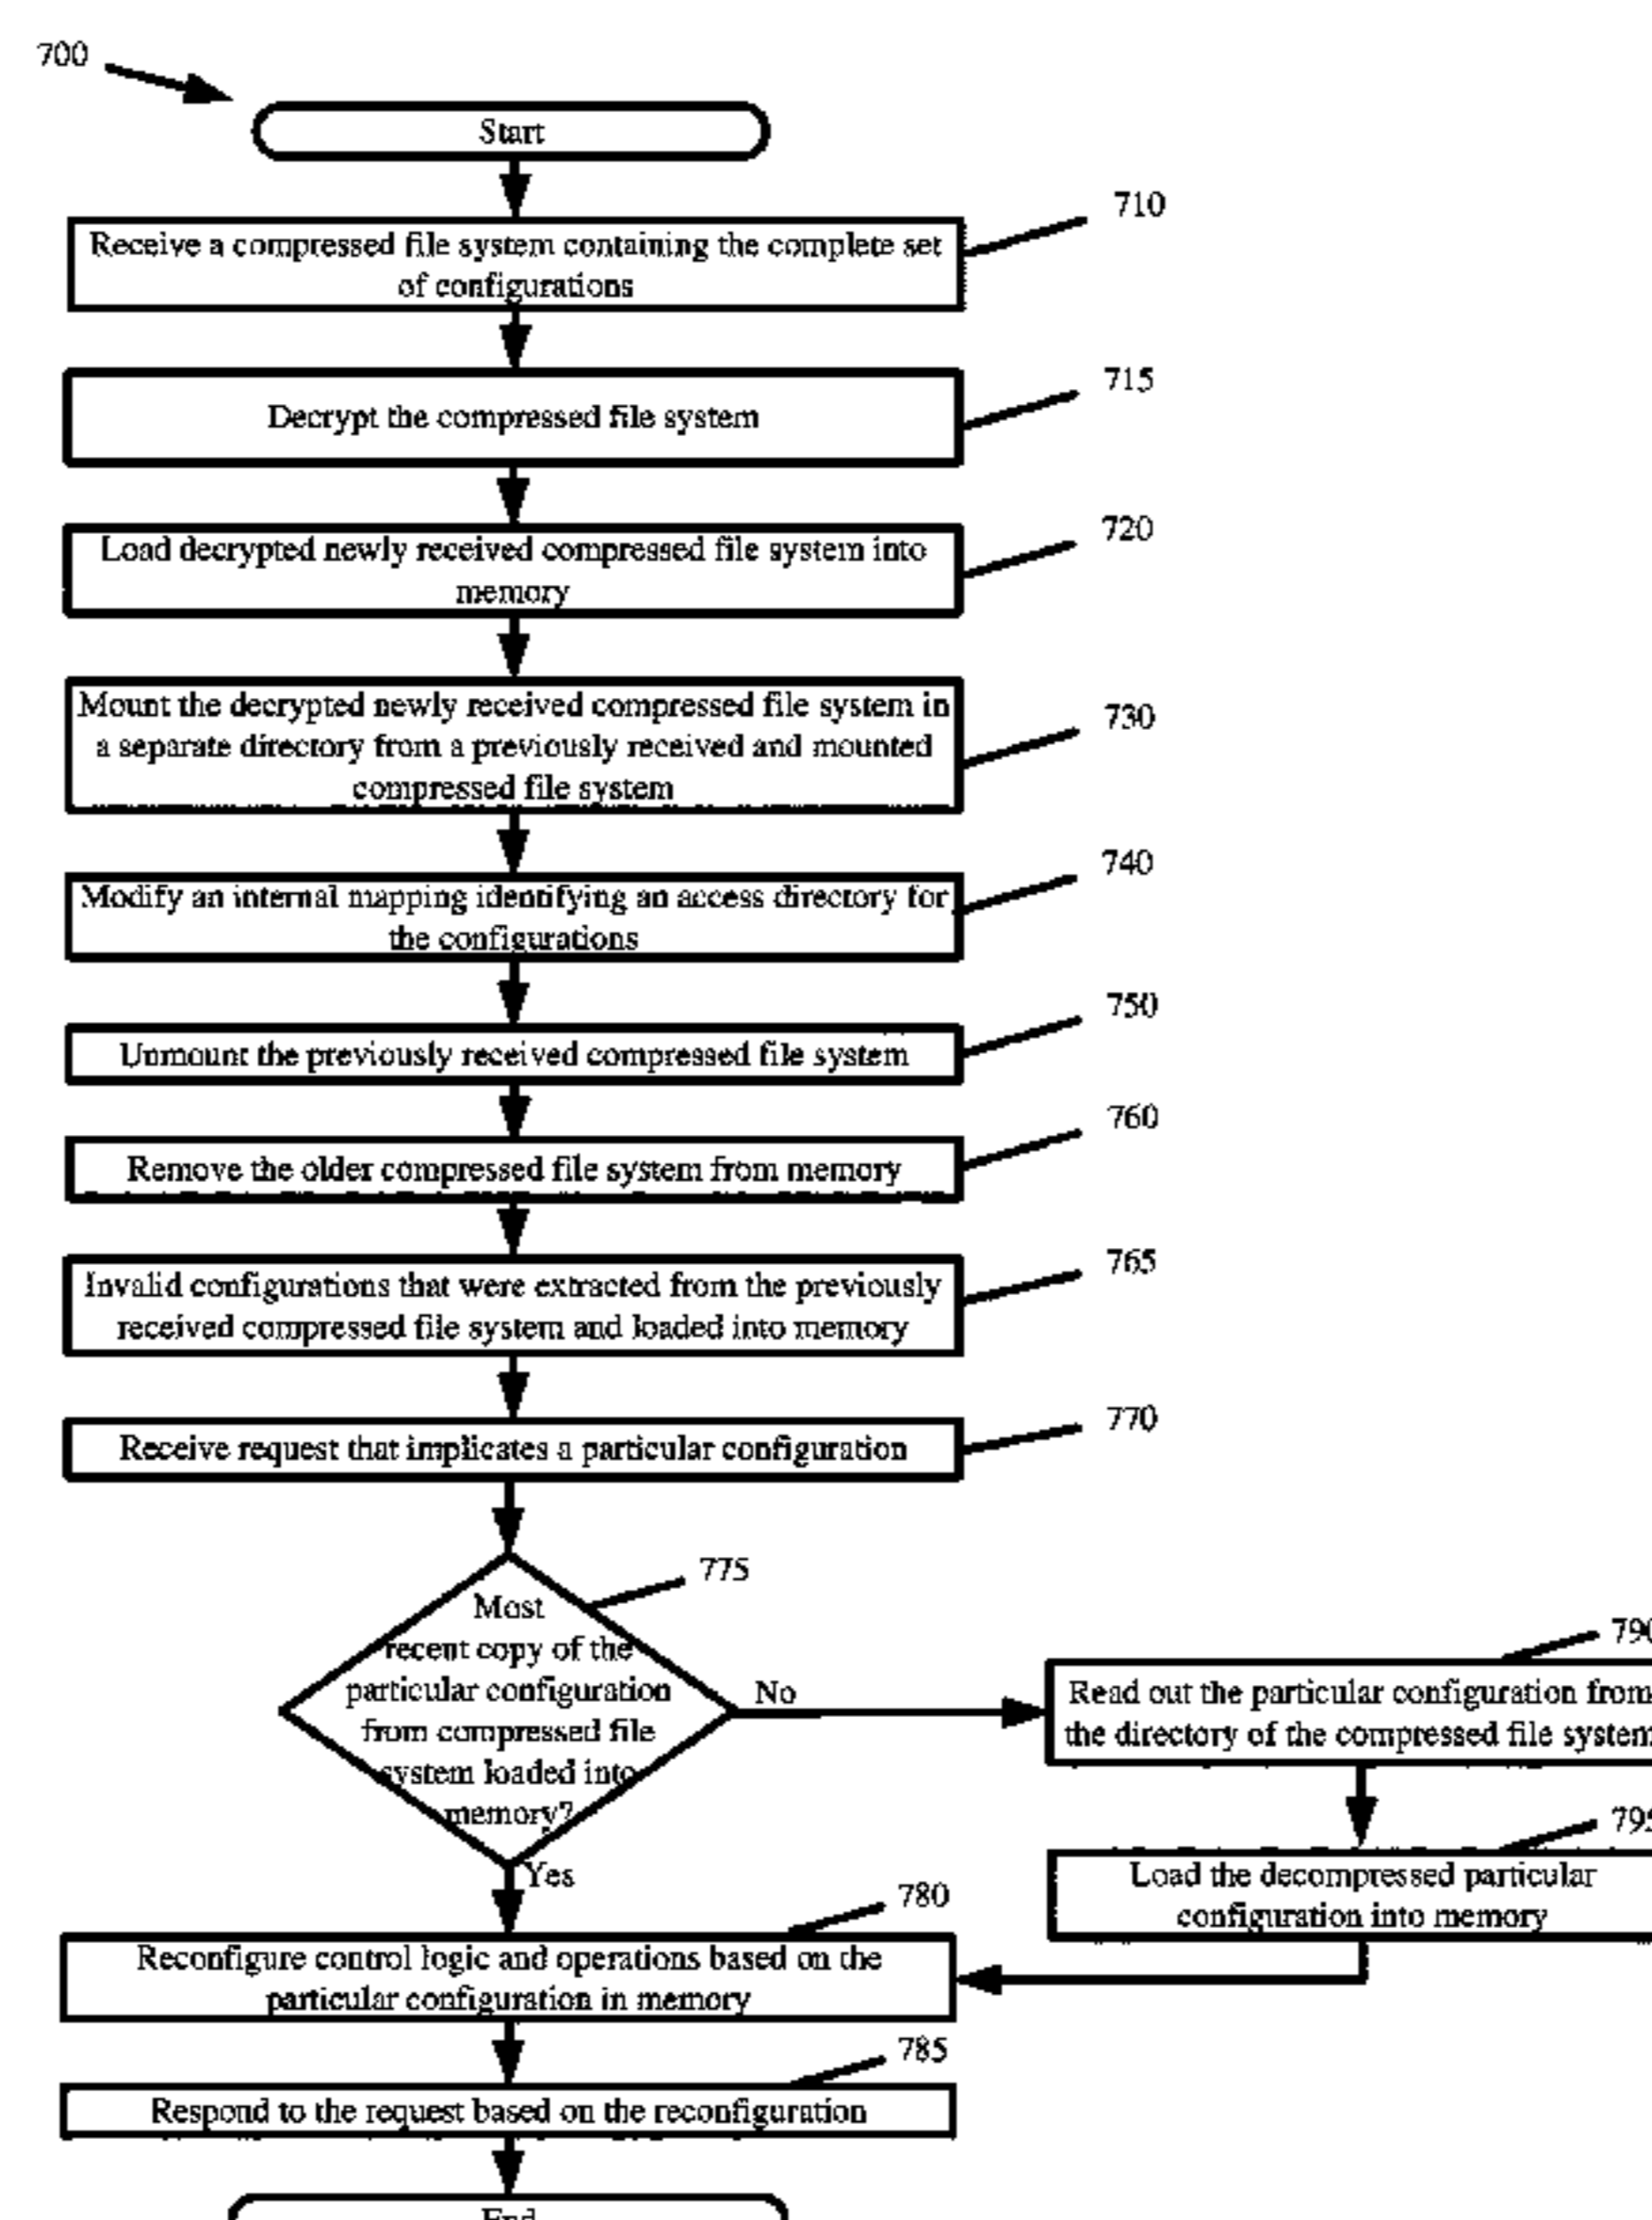 700
Start
710
Receive a compressed file system containing the complete set
of configurations
715
Decrypt the compressed file system
720
Load decrypted newly received compressed file system into
memory
730
Mount the decrypted newly received compressed file system in
a separate directory from a previously received and mounted
compressed file system
740
Modify an internal mapping identifying an access directory for
the configurations
750
Unmount the previously received compressed file system
760
Remove the older compressed file system from memory
765
Invalid configurations that were extracted from the previously
received compressed file system and loaded into memory
770
Receive request that implicates a particular configuration
775
Most
recent copy of the
particular configuration
from compressed file
system loaded into
memory?
No
Yes
790
Read out the particular configuration from
the directory of the compressed file system
795
Load the decompressed particular
configuration into memory
780
Reconfigure control logic and operations based on the
particular configuration in memory
785
Respond to the request based on the reconfiguration
End